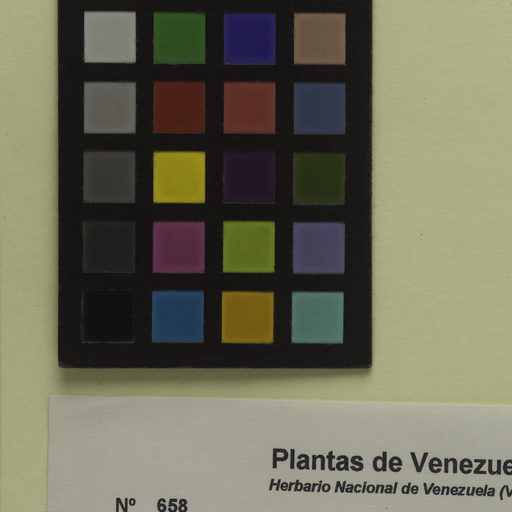 Plantas de Venezue
Herbario Nacional de Venezuela (V
Nº 658